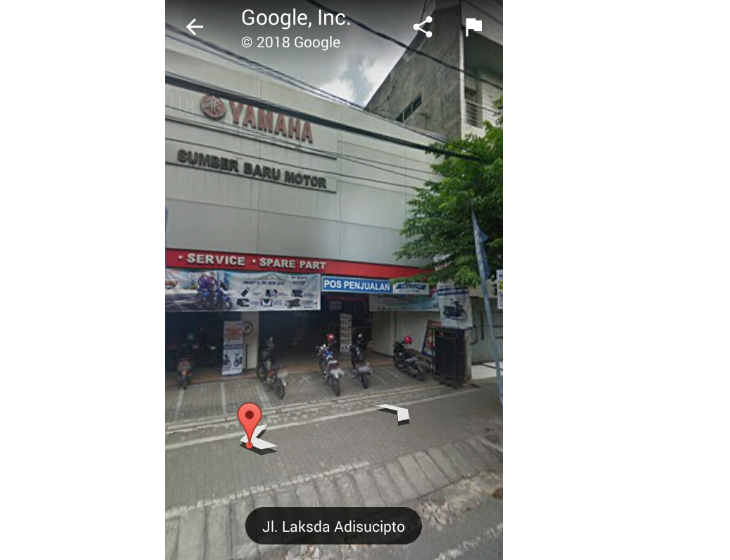 Google, Inc.
© 2018 Google
YAMAHA
SUMBER BARU MOTOR
• SERVICE • SPARE PART
POS PENJUALAN
Jl. Laksda Adisucipto